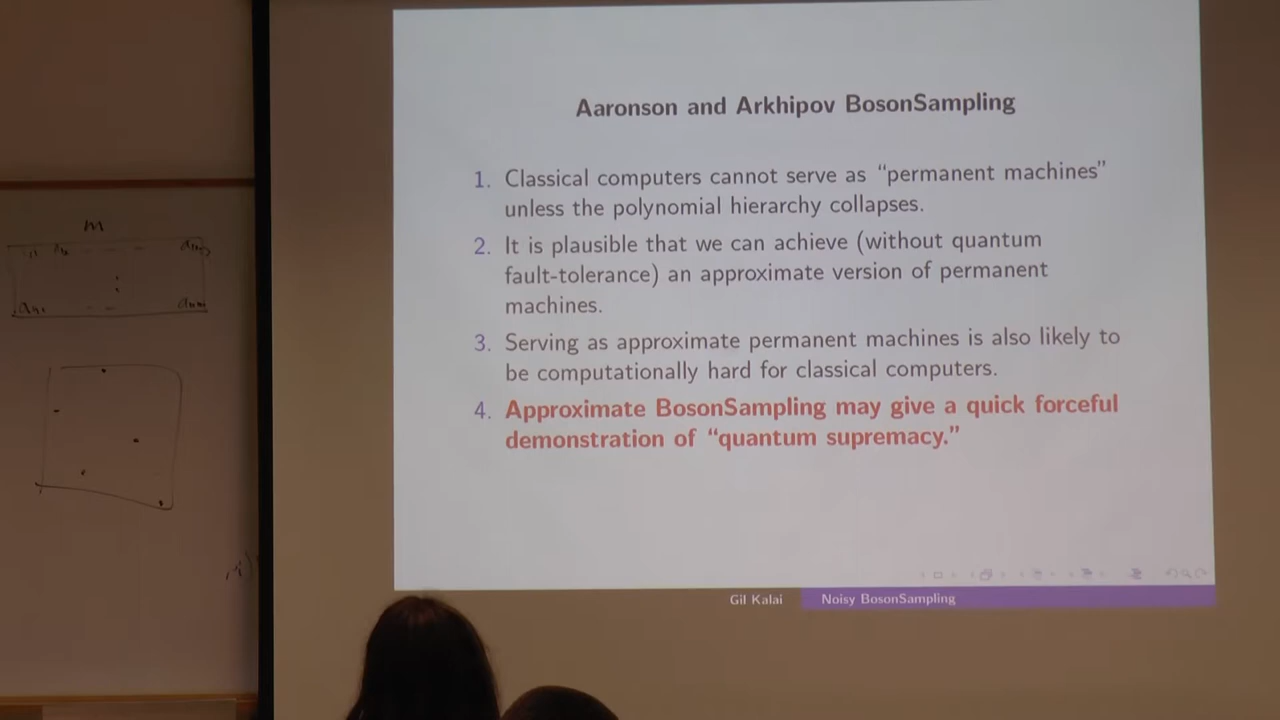 Aaronson and Arkhipov BosonSampling
1. Classical computers cannot serve as “permanent machines”
unless the polynomial hierarchy collapses.
2. It is plausible that we can achieve (without quantum
fault-tolerance) an approximate version of permanent
machines.
3. Serving as approximate permanent machines is also likely to
be computationally hard for classical computers.
4. Approximate BosonSampling may give a quick forceful
demonstration of “quantum supremacy.”
Gil Kalai
Noisy BosonSampling
m